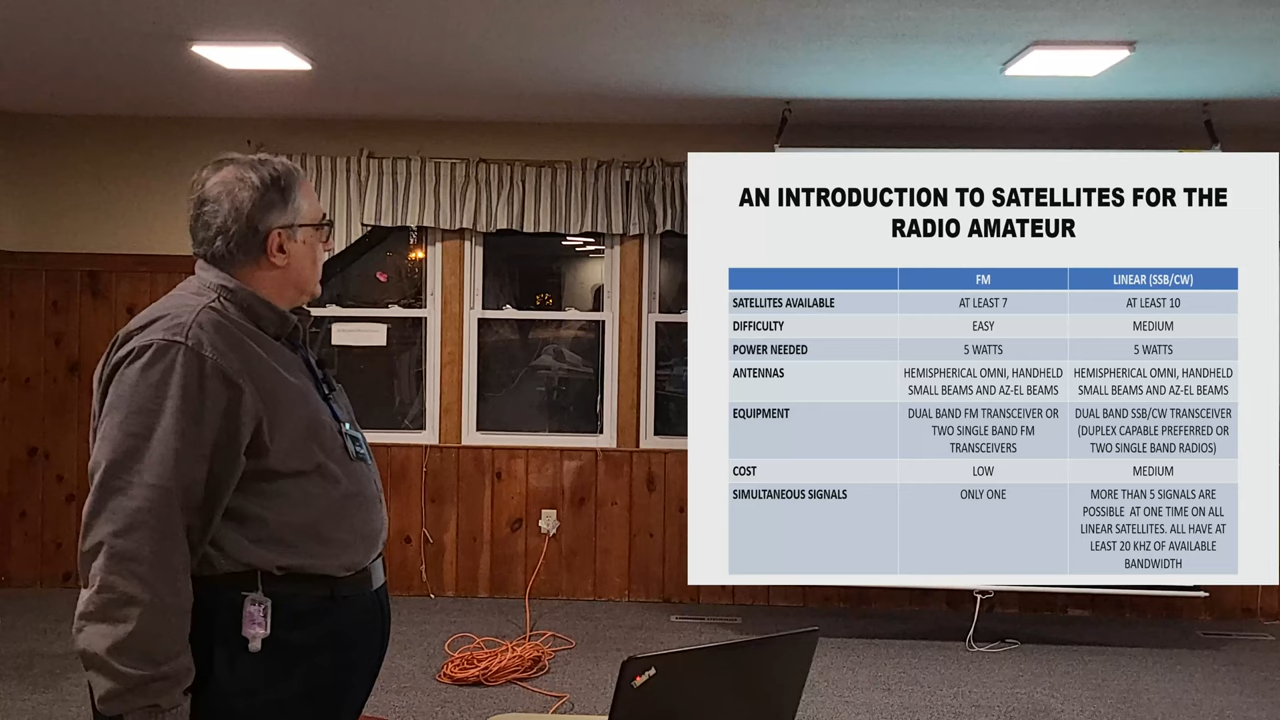 AN INTRODUCTION TO SATELLITES FOR THE
RADIO AMATEUR
FM
LINEAR (SSB/CW)
SATELLITES AVAILABLE
AT LEAST 7
AT LEAST 10
DIFFICULTY
EASY
MEDIUM
POWER NEEDED
5 WATTS
5 WATTS
ANTENNAS
HEMISPHERICAL OMNI, HANDHELD
SMALL BEAMS AND AZ-EL BEAMS
HEMISPHERICAL OMNI, HANDHELD
SMALL BEAMS AND AZ-EL BEAMS
EQUIPMENT
DUAL BAND FM TRANSCEIVER OR
TWO SINGLE BAND FM
TRANSCEIVERS
DUAL BAND SSB/CW TRANSCEIVER
(DUPLEX CAPABLE PREFERRED OR
TWO SINGLE BAND RADIOS)
COST
LOW
MEDIUM
SIMULTANEOUS SIGNALS
ONLY ONE
MORE THAN 5 SIGNALS ARE
POSSIBLE AT ONE TIME ON ALL
LINEAR SATELLITES. ALL HAVE AT
LEAST 20 KHZ OF AVAILABLE
BANDWIDTH
ThinkPad